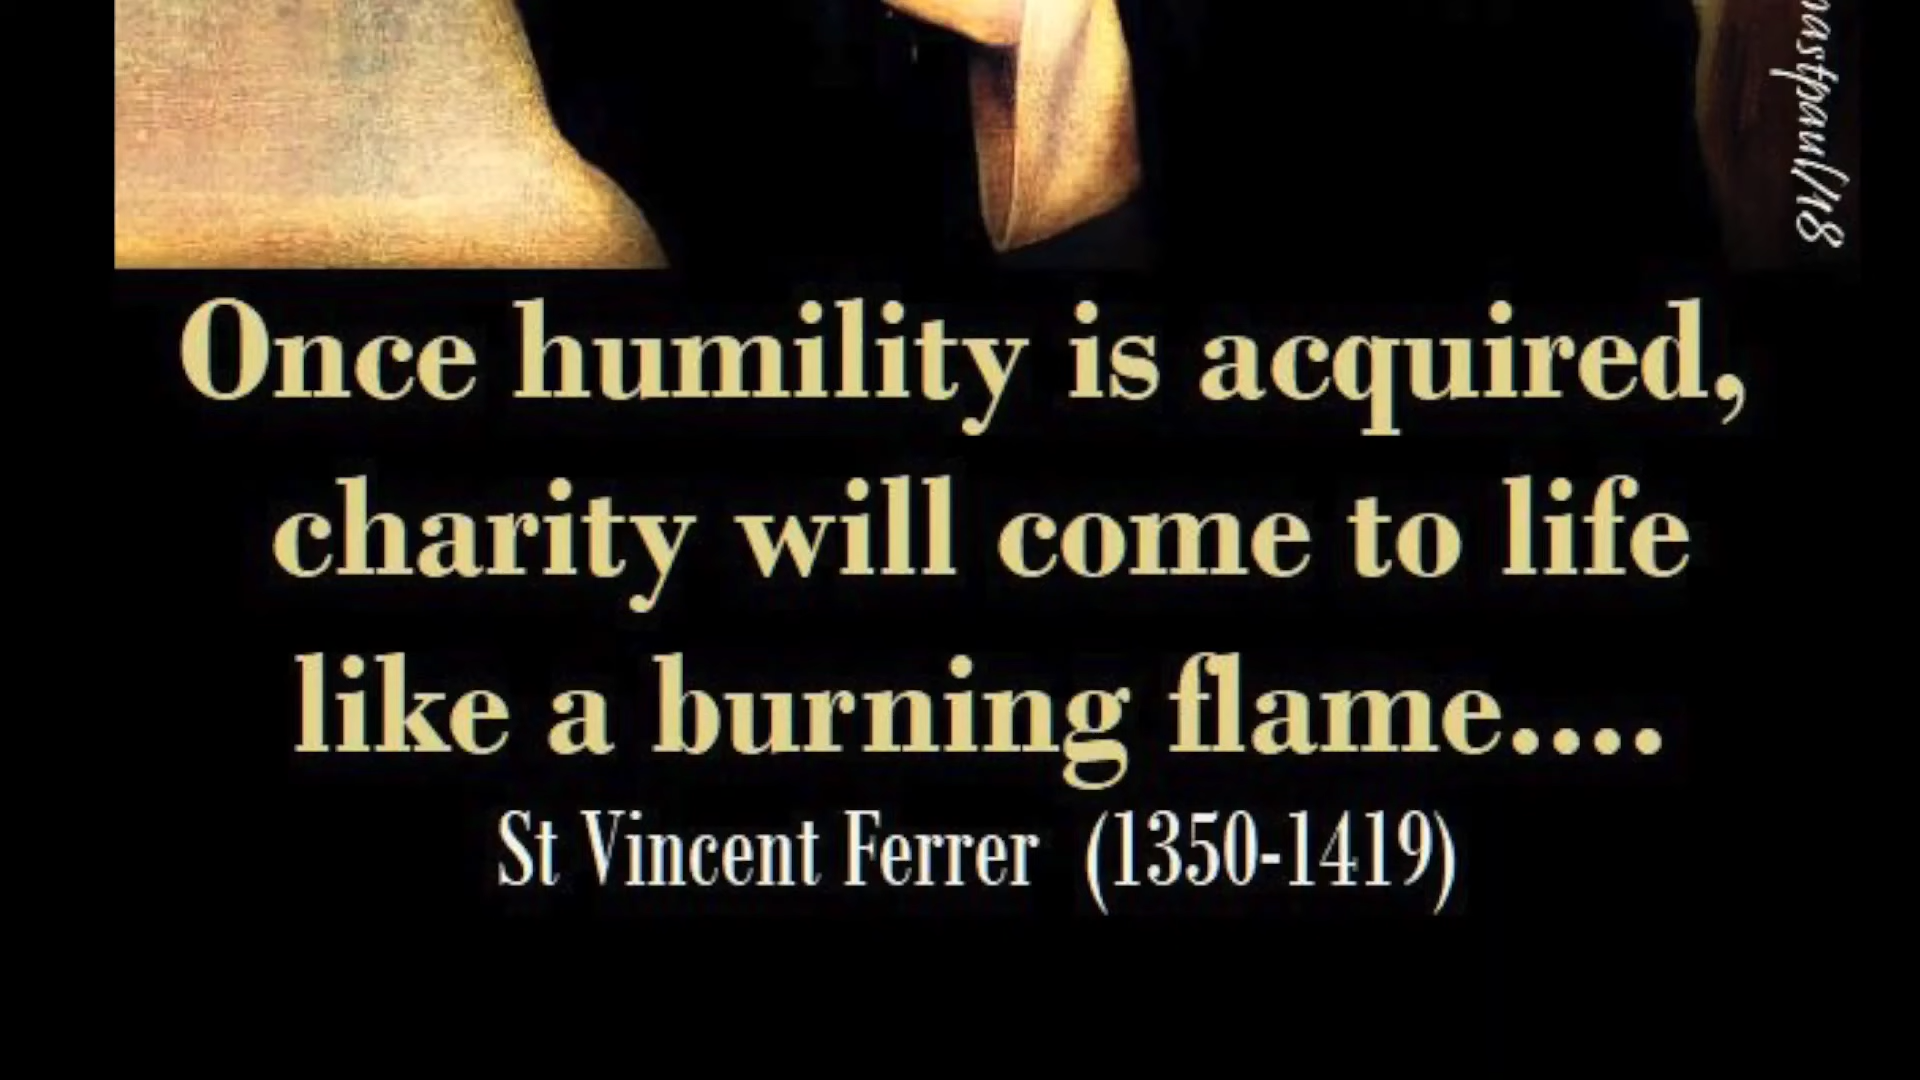 Once humility is acquired,
charity will come to life
like a burning flame....
St Vincent Ferrer (1350-1419)